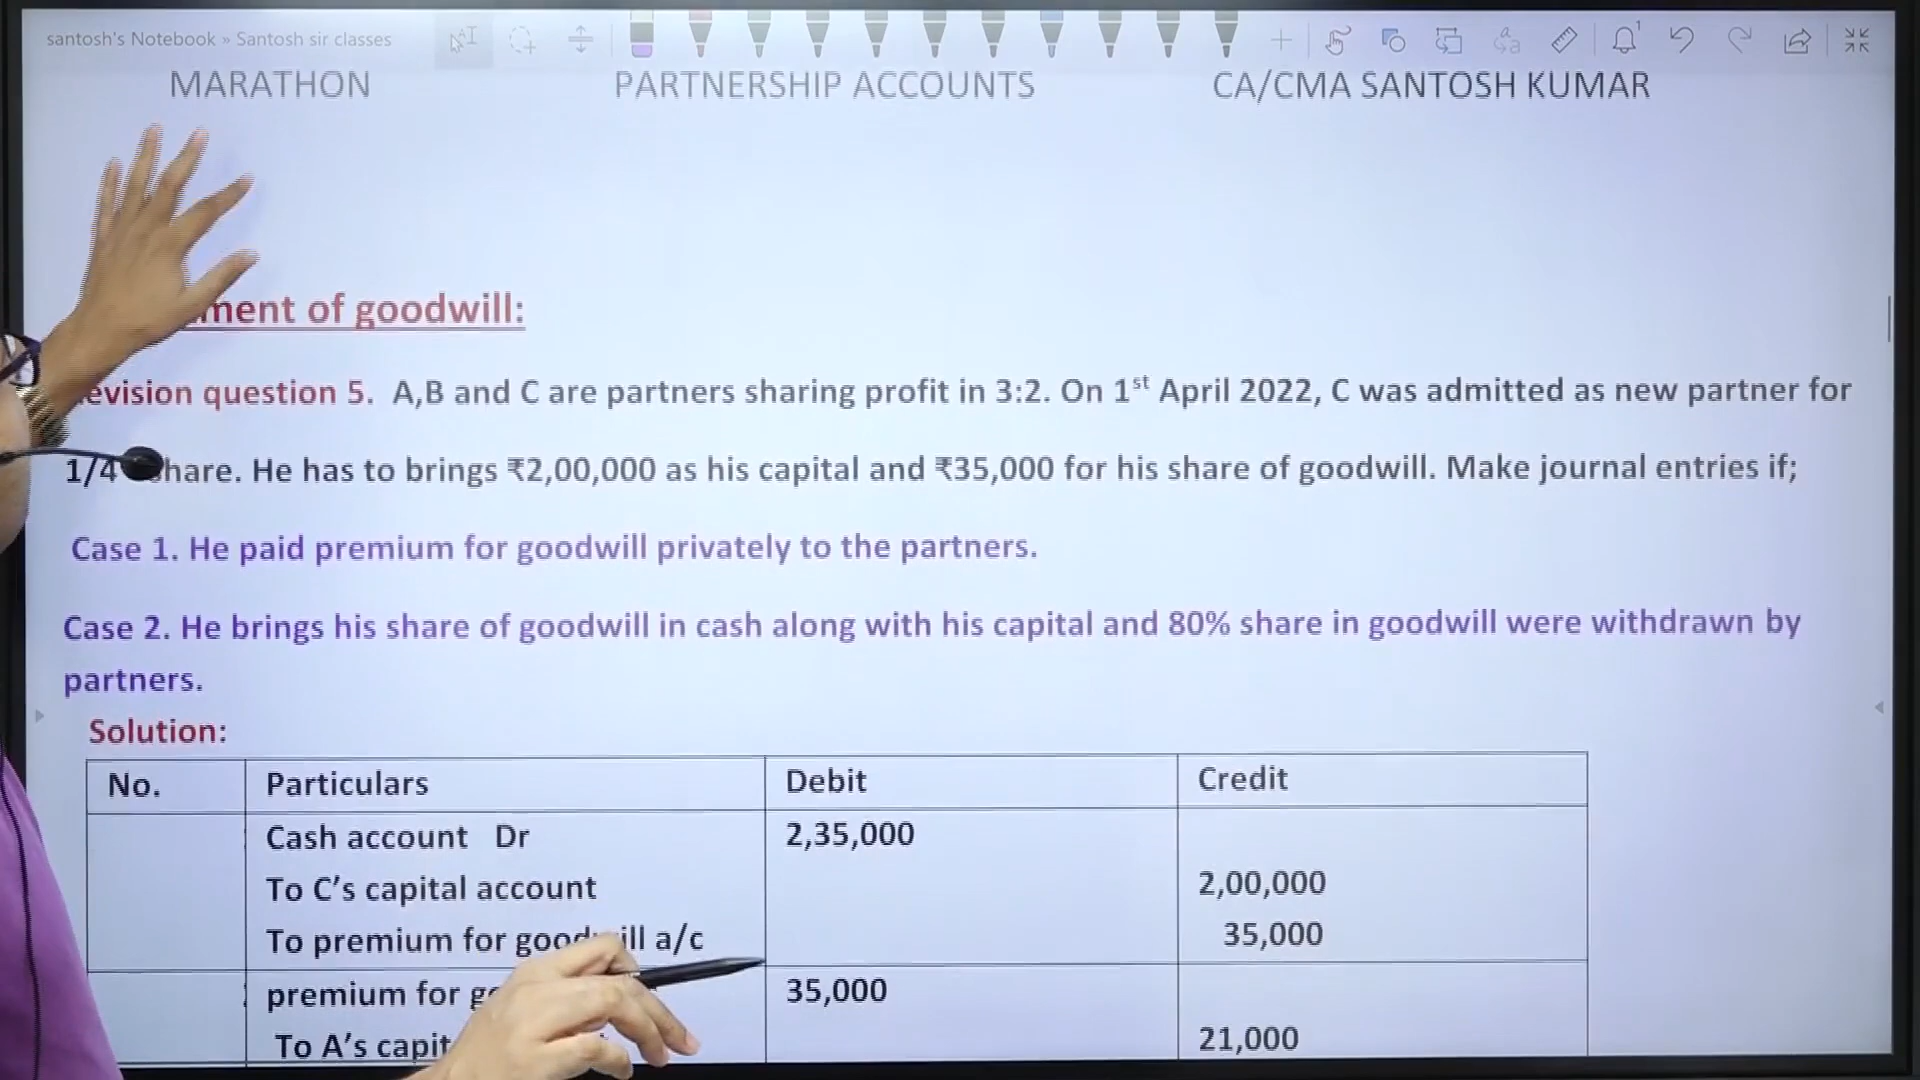 santosh's Notebook » Santosh sir classes
MARATHON PARTNERSHIP ACCOUNTS CA/CMA SANTOSH KUMAR
ment of goodwill:
evision question 5. A,B and C are partners sharing profit in 3:2. On 1st April 2022, C was admitted as new partner for
1/4 hare. He has to brings ₹2,00,000 as his capital and ₹35,000 for his share of goodwill. Make journal entries if;
Case 1. He paid premium for goodwill privately to the partners.
Case 2. He brings his share of goodwill in cash along with his capital and 80% share in goodwill were withdrawn by
partners.
Solution:
No. Particulars Debit Credit
Cash account Dr 2,35,000
To C's capital account 2,00,000
To premium for goodwill a/c 35,000
premium for 35,000
To A's capit 21,000